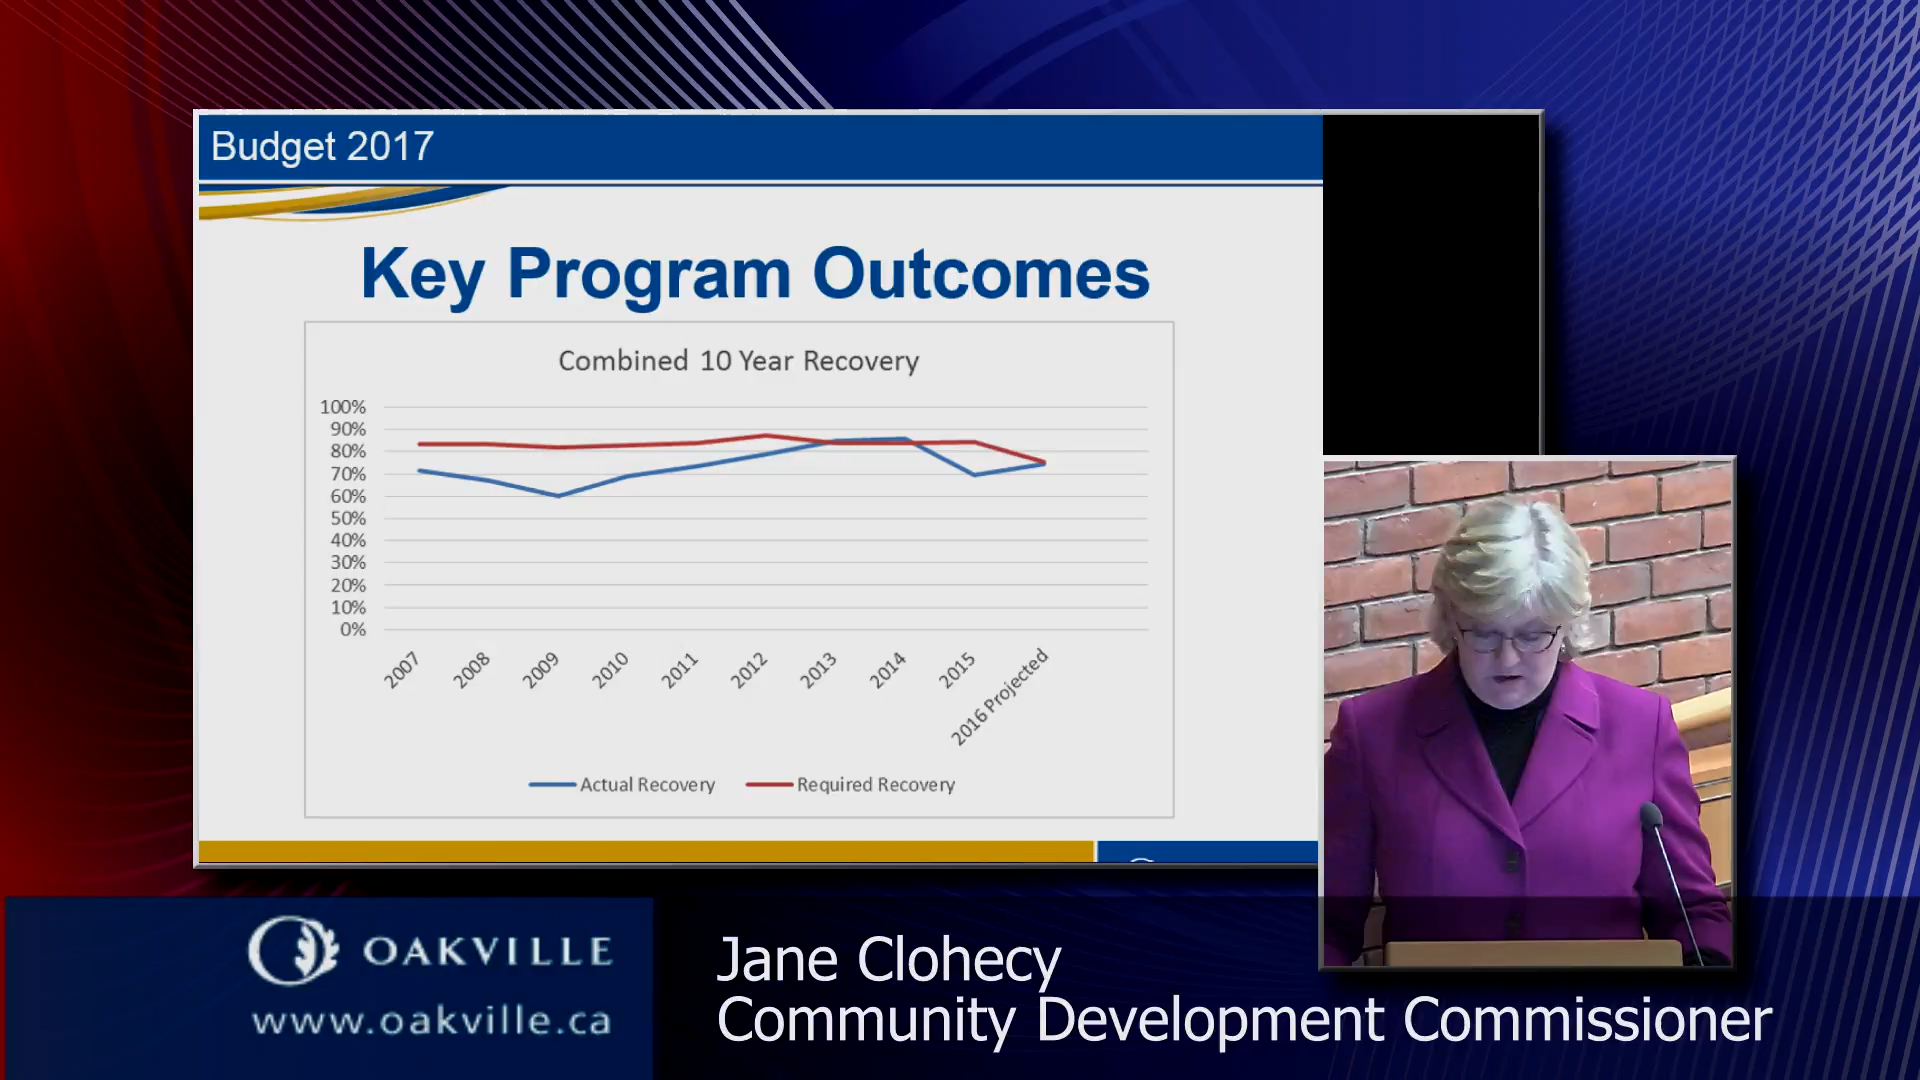 Budget 2017
Key Program Outcomes
Combined 10 Year Recovery
100%
90%
80%
70%
60%
50%
40%
30%
20%
10%
0%
2007
2008
2009
2010
2011
2012
2013
2014
2015
2016 Projected
Actual Recovery
Required Recovery
OAKVILLE
www.oakville.ca
Jane Clohecy
Community Development Commissioner